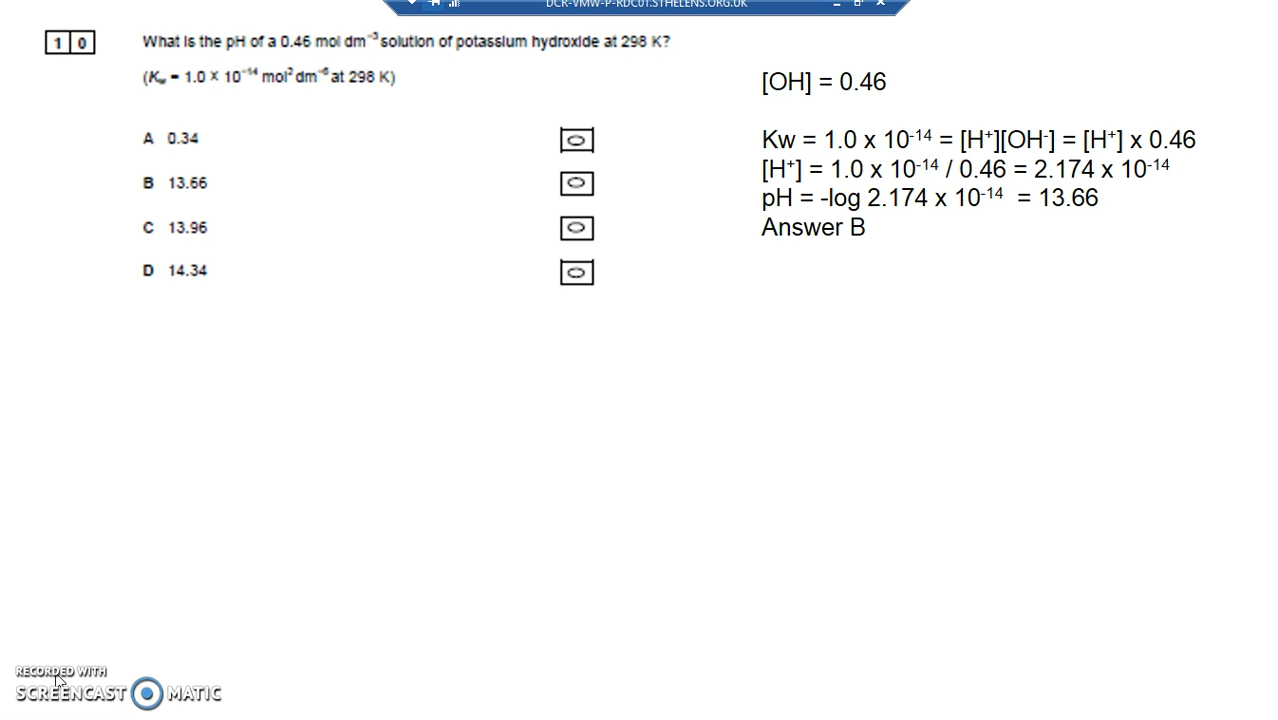 DCR-VMW-P-RDC01.STHELENS.ORG.UK
1 0 What is the pH of a 0.46 mol dm⁻³ solution of potassium hydroxide at 298 K?
(Kw = 1.0 × 10⁻¹⁴ mol² dm⁻⁶ at 298 K)
A 0.34
B 13.66
C 13.96
D 14.34
[OH] = 0.46
Kw = 1.0 x 10⁻¹⁴ = [H⁺][OH⁻] = [H⁺] x 0.46
[H⁺] = 1.0 x 10⁻¹⁴ / 0.46 = 2.174 x 10⁻¹⁴
pH = -log 2.174 x 10⁻¹⁴ = 13.66
Answer B
RECORDED WITH
SCREENCAST MATIC